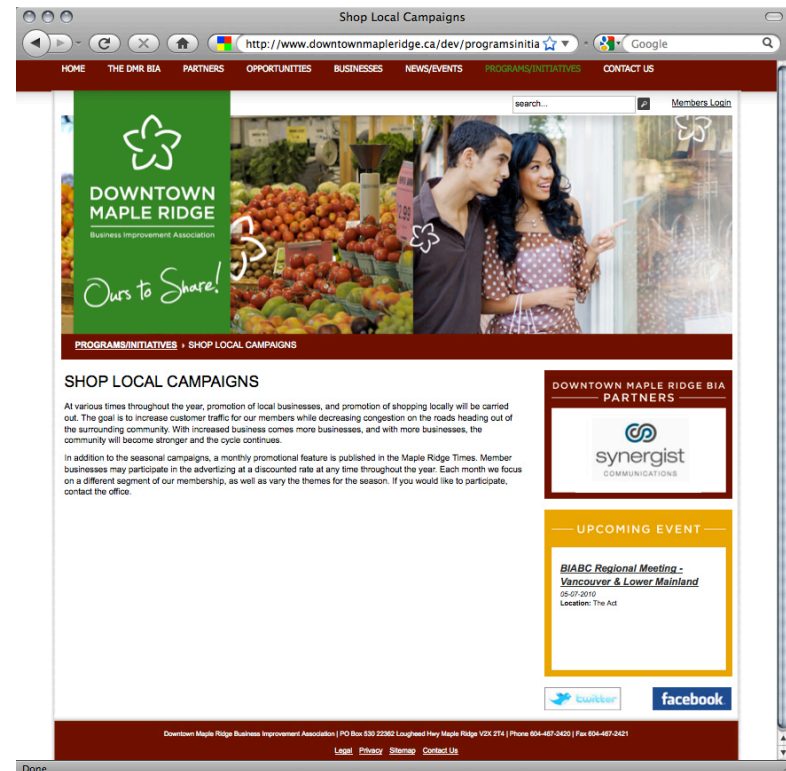 Shop Local Campaigns
http://www.downtownmapleridge.ca/dev/programsinitia
Google
HOME THE DMR BIA PARTNERS OPPORTUNITIES BUSINESSES NEWS/EVENTS PROGRAMS/INITIATIVES CONTACT US
search...
Members Login
DOWNTOWN
MAPLE RIDGE
Business Improvement Association
Ours to Share!
2.99
PROGRAMS/INITIATIVES › SHOP LOCAL CAMPAIGNS
SHOP LOCAL CAMPAIGNS
At various times throughout the year, promotion of local businesses, and promotion of shopping locally will be carried
out. The goal is to increase customer traffic for our members while decreasing congestion on the roads heading out of
the surrounding community. With increased business comes more businesses, and with more businesses, the
community will become stronger and the cycle continues.
In addition to the seasonal campaigns, a monthly promotional feature is published in the Maple Ridge Times. Member
businesses may participate in the advertizing at a discounted rate at any time throughout the year. Each month we focus
on a different segment of our membership, as well as vary the themes for the season. If you would like to participate,
contact the office.
DOWNTOWN MAPLE RIDGE BIA
PARTNERS
synergist
COMMUNICATIONS
UPCOMING EVENT
BIABC Regional Meeting -
Vancouver & Lower Mainland
05-07-2010
Location: The Act
twitter
facebook
Downtown Maple Ridge Business Improvement Association | PO Box 530 22362 Lougheed Hwy Maple Ridge V2X 2T4 | Phone 604-467-2420 | Fax 604-467-2421
Legal Privacy Sitemap Contact Us
Done